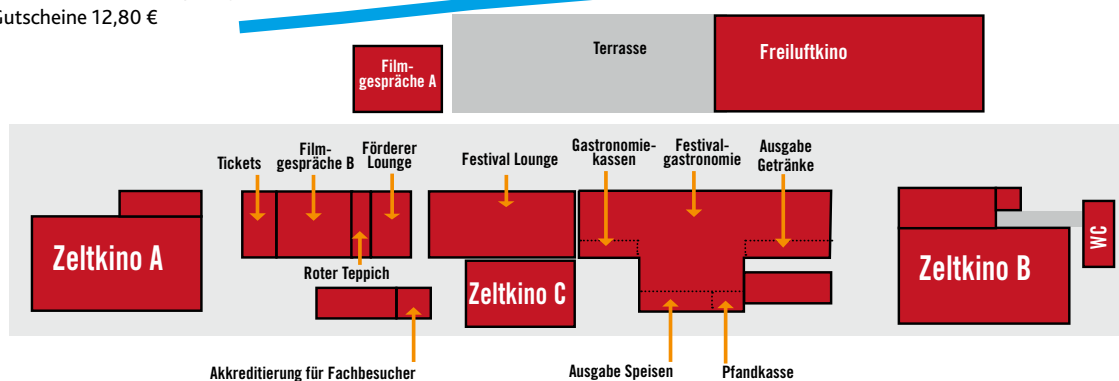 Gutscheine 12,80 €
Film-
gespräche A
Terrasse
Freiluftkino
Tickets
Film-
gespräche B
Förderer
Lounge
Festival Lounge
Gastronomie-
kassen
Festival-
gastronomie
Ausgabe
Getränke
Zeltkino A
Roter Teppich
Zeltkino C
Zeltkino B
WC
Akkreditierung für Fachbesucher
Ausgabe Speisen
Pfandkasse